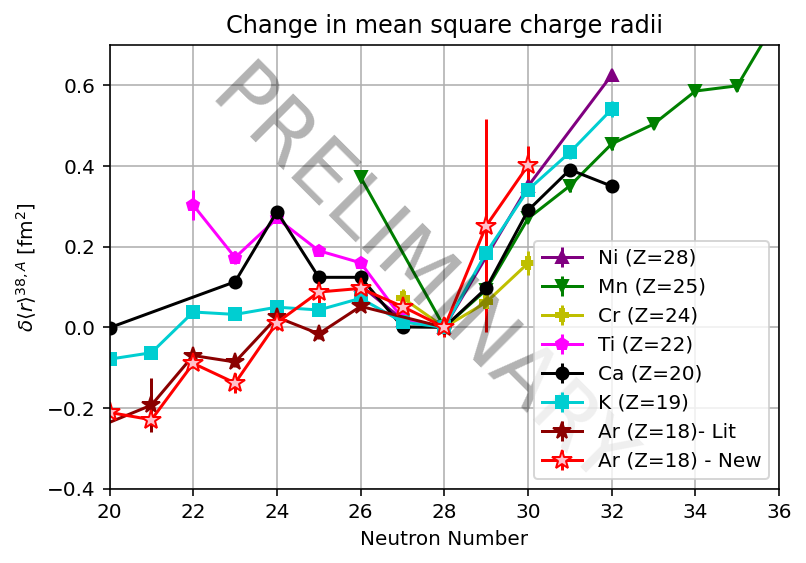 Change in mean square charge radii
δ⟨r⟩³⁸,ᴬ [fm²]
0.6
0.4
0.2
0.0
−0.2
−0.4
20
22
24
26
28
30
32
34
36
Neutron Number
PRELIMINARY
Ni (Z=28)
Mn (Z=25)
Cr (Z=24)
Ti (Z=22)
Ca (Z=20)
K (Z=19)
Ar (Z=18)- Lit
Ar (Z=18) - New